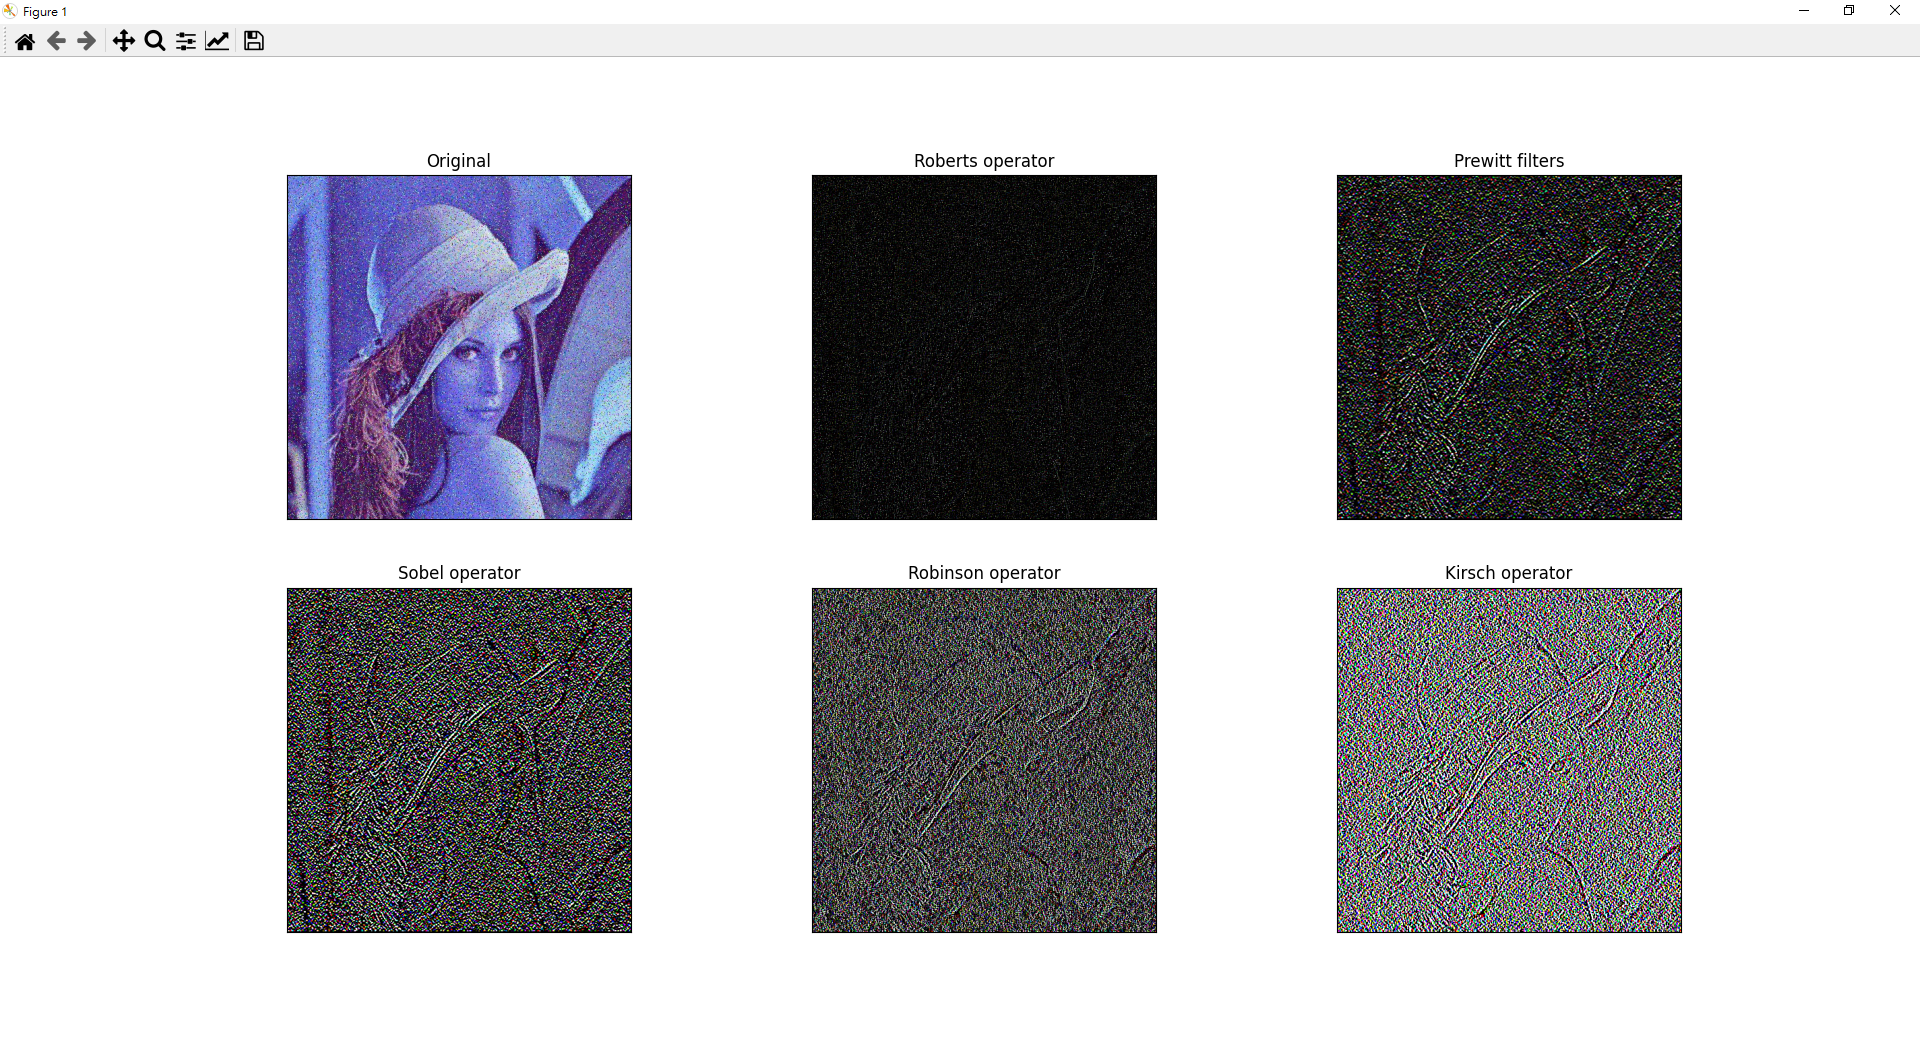 Figure 1
Original
Roberts operator
Prewitt filters
Sobel operator
Robinson operator
Kirsch operator